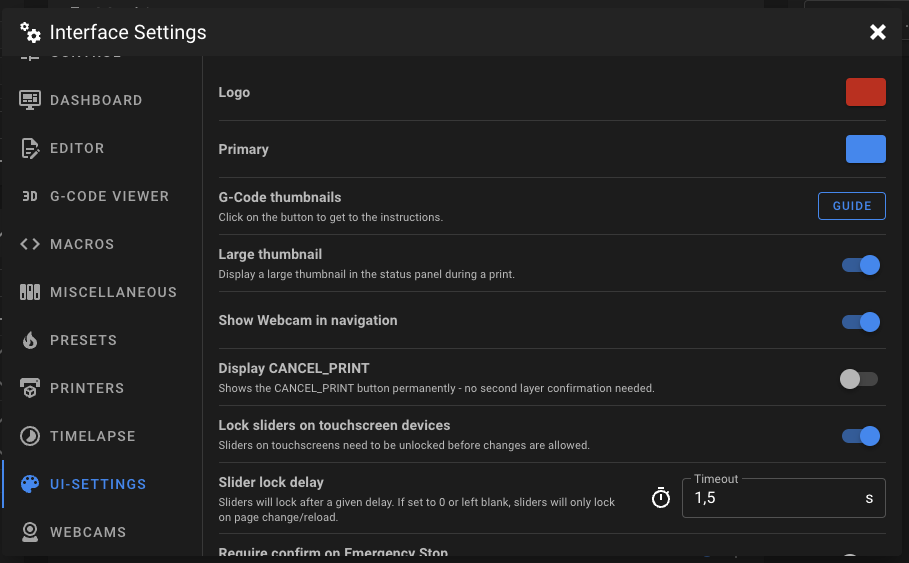 Interface Settings
CONTROL
DASHBOARD
EDITOR
3D G-CODE VIEWER
MACROS
MISCELLANEOUS
PRESETS
PRINTERS
TIMELAPSE
UI-SETTINGS
WEBCAMS
Logo
Primary
G-Code thumbnails
Click on the button to get to the instructions.
GUIDE
Large thumbnail
Display a large thumbnail in the status panel during a print.
Show Webcam in navigation
Display CANCEL_PRINT
Shows the CANCEL_PRINT button permanently - no second layer confirmation needed.
Lock sliders on touchscreen devices
Sliders on touchscreens need to be unlocked before changes are allowed.
Slider lock delay
Sliders will lock after a given delay. If set to 0 or left blank, sliders will only lock
on page change/reload.
Timeout
1,5 s
Require confirm on Emergency Stop